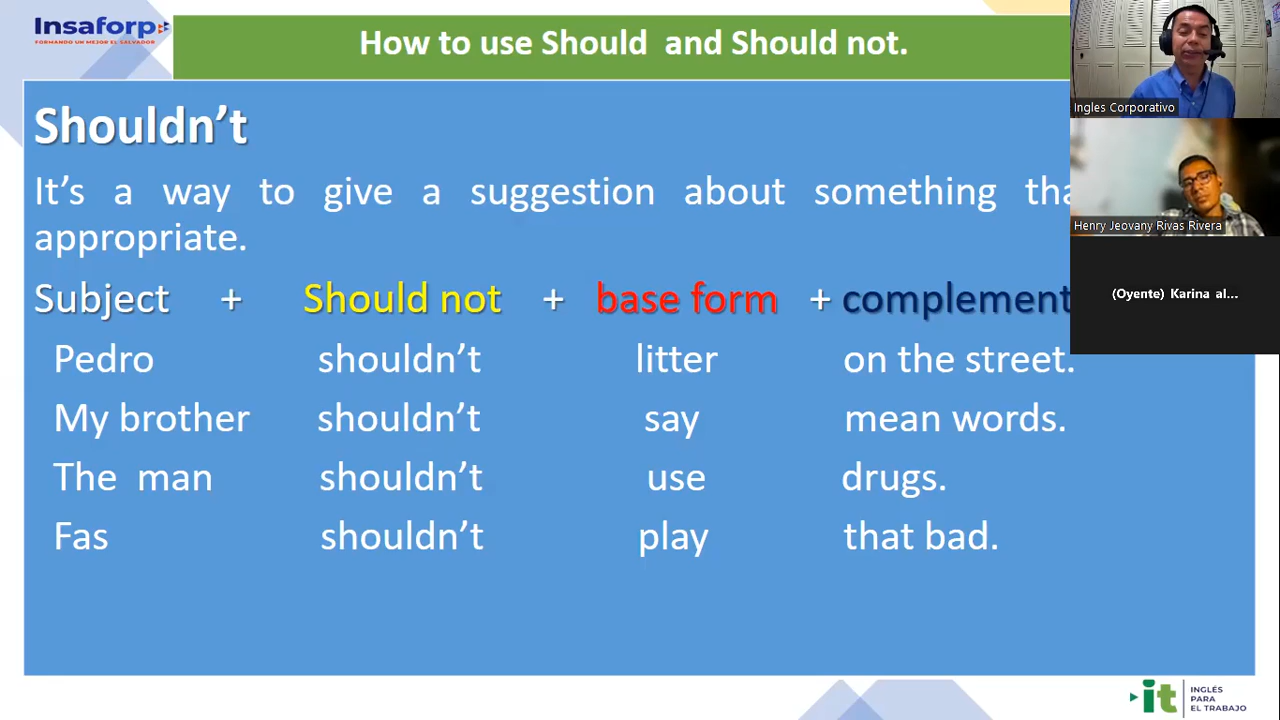 Insaforp
FORMANDO UN MEJOR EL SALVADOR
How to use Should and Should not.
Shouldn't
It's a way to give a suggestion about something
appropriate.
Subject + Should not + base form + complement
Pedro shouldn't litter on the street.
My brother shouldn't say mean words.
The man shouldn't use drugs.
Fas shouldn't play that bad.
Ingles Corporativo
Henry Jeovany Rivas Rivera
(Oyente) Karina al...
it
INGLÉS
PARA
EL TRABAJO